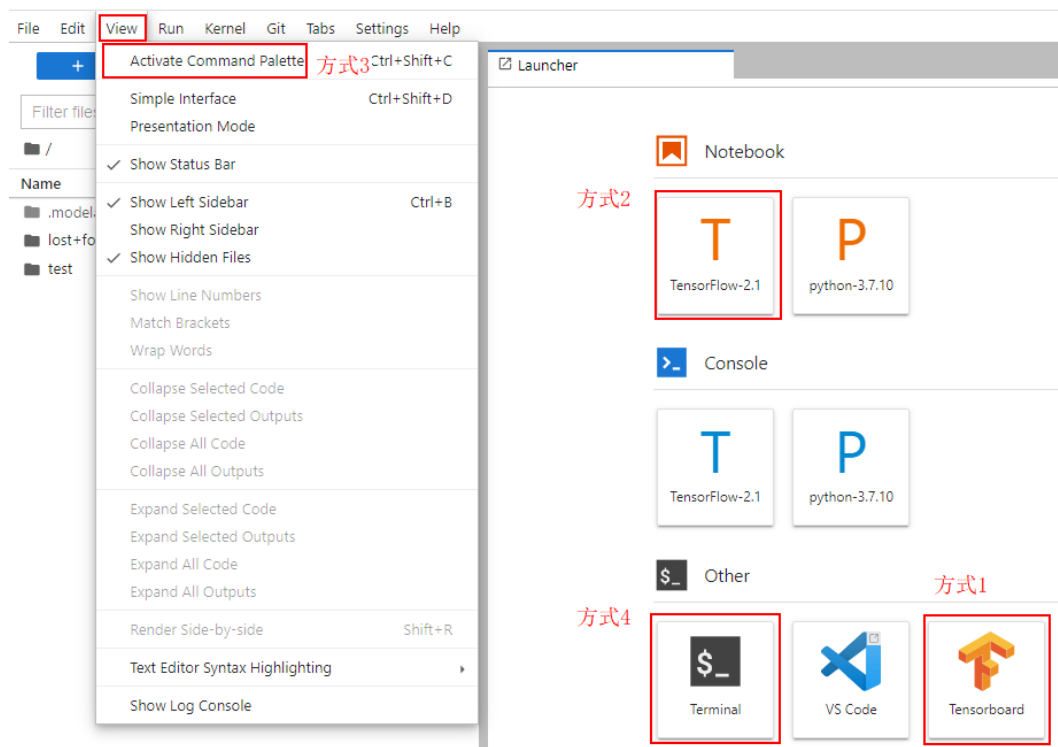 File Edit View Run Kernel Git Tabs Settings Help
+
Filter file
/
Name
.model
lost+fo
test
Activate Command Palette 方式3 Ctrl+Shift+C
Simple Interface Ctrl+Shift+D
Presentation Mode
Show Status Bar
Show Left Sidebar Ctrl+B
Show Right Sidebar
Show Hidden Files
Show Line Numbers
Match Brackets
Wrap Words
Collapse Selected Code
Collapse Selected Outputs
Collapse All Code
Collapse All Outputs
Expand Selected Code
Expand Selected Outputs
Expand All Code
Expand All Outputs
Render Side-by-side Shift+R
Text Editor Syntax Highlighting
Show Log Console
Launcher
Notebook
方式2
T P
TensorFlow-2.1 python-3.7.10
Console
T P
TensorFlow-2.1 python-3.7.10
$_ Other
方式1
方式4
$_
Terminal VS Code Tensorboard